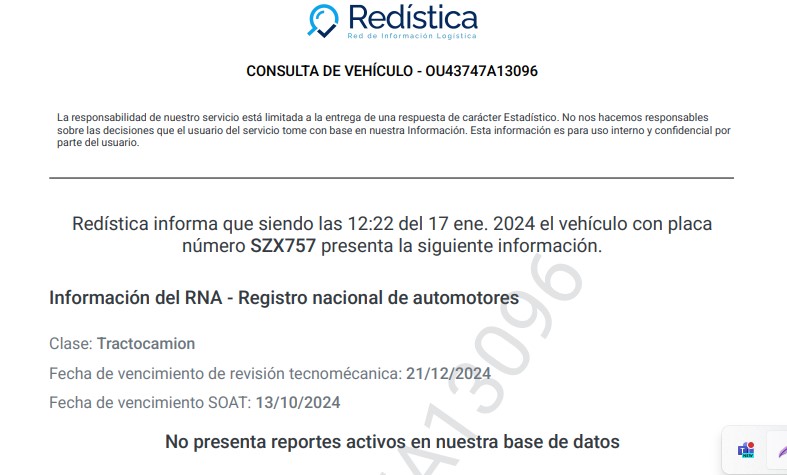 Redística
Red de Información Logística
CONSULTA DE VEHÍCULO - OU43747A13096
La responsabilidad de nuestro servicio está limitada a la entrega de una respuesta de carácter Estadístico. No nos hacemos responsables
sobre las decisiones que el usuario del servicio tome con base en nuestra Información. Esta información es para uso interno y confidencial por
parte del usuario.
Redística informa que siendo las 12:22 del 17 ene. 2024 el vehículo con placa
número SZX757 presenta la siguiente información.
Información del RNA - Registro nacional de automotores
Clase: Tractocamion
Fecha de vencimiento de revisión tecnomécanica: 21/12/2024
Fecha de vencimiento SOAT: 13/10/2024
No presenta reportes activos en nuestra base de datos
A13096